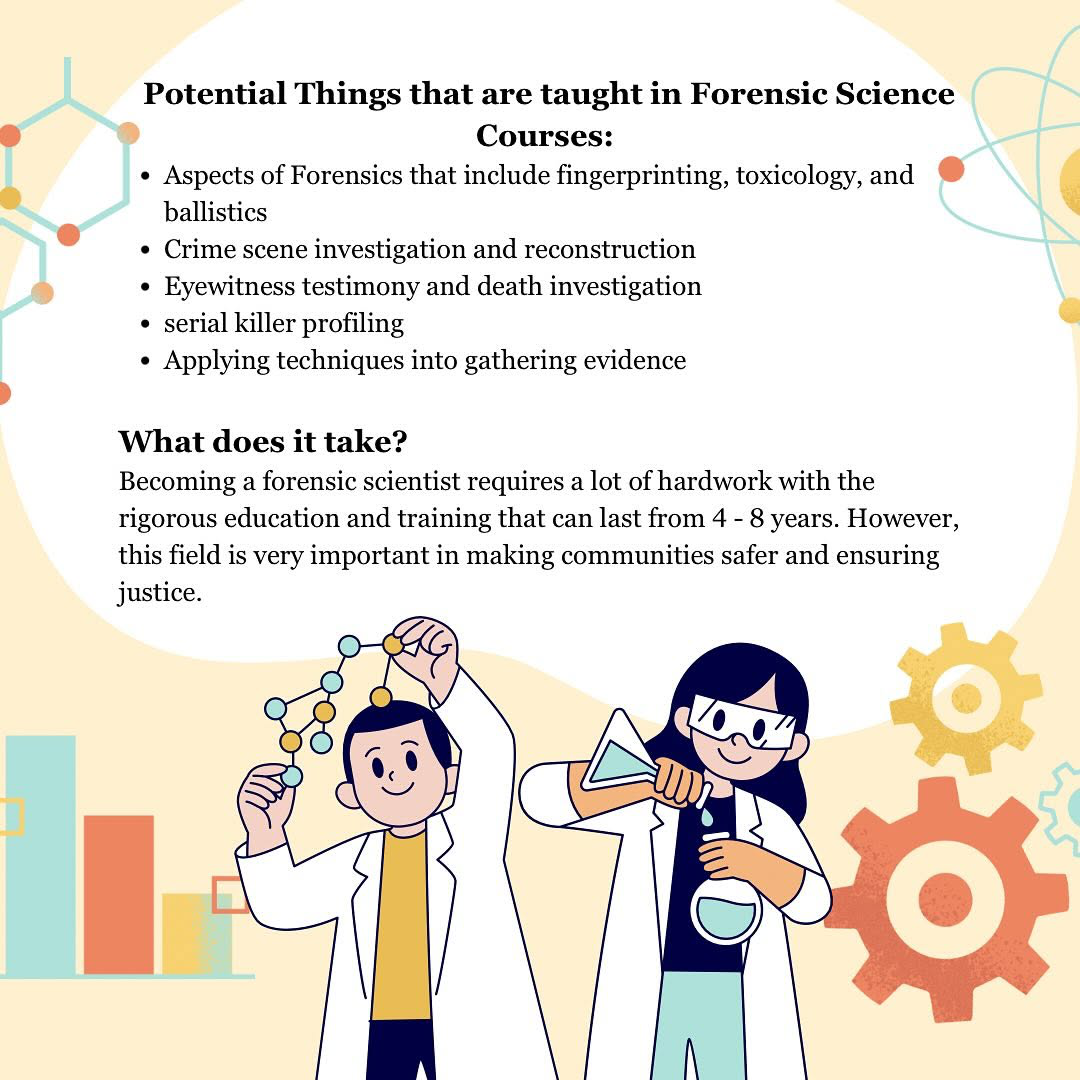 Potential Things that are taught in Forensic Science
Courses:
• Aspects of Forensics that include fingerprinting, toxicology, and
ballistics
• Crime scene investigation and reconstruction
• Eyewitness testimony and death investigation
• serial killer profiling
• Applying techniques into gathering evidence
What does it take?
Becoming a forensic scientist requires a lot of hardwork with the
rigorous education and training that can last from 4 - 8 years. However,
this field is very important in making communities safer and ensuring
justice.